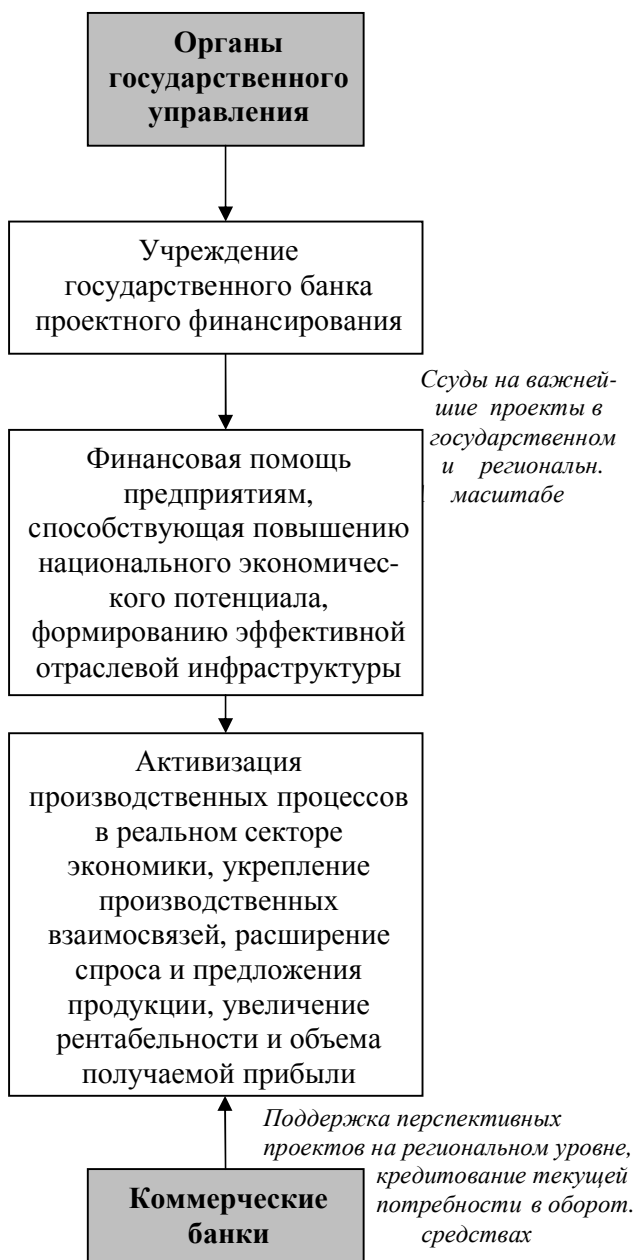 Органы
государственного
управления
Учреждение
государственного банка
проектного финансирования
Ссуды на важней-
шие проекты в
государственном
и региональн.
масштабе
Финансовая помощь
предприятиям,
способствующая повышению
национального экономичес-
кого потенциала,
формированию эффективной
отраслевой инфраструктуры
Активизация
производственных процессов
в реальном секторе
экономики, укрепление
производственных
взаимосвязей, расширение
спроса и предложения
продукции, увеличение
рентабельности и объема
получаемой прибыли
Поддержка перспективных
проектов на региональном уровне,
кредитование текущей
потребности в оборот.
средствах
Коммерческие
банки